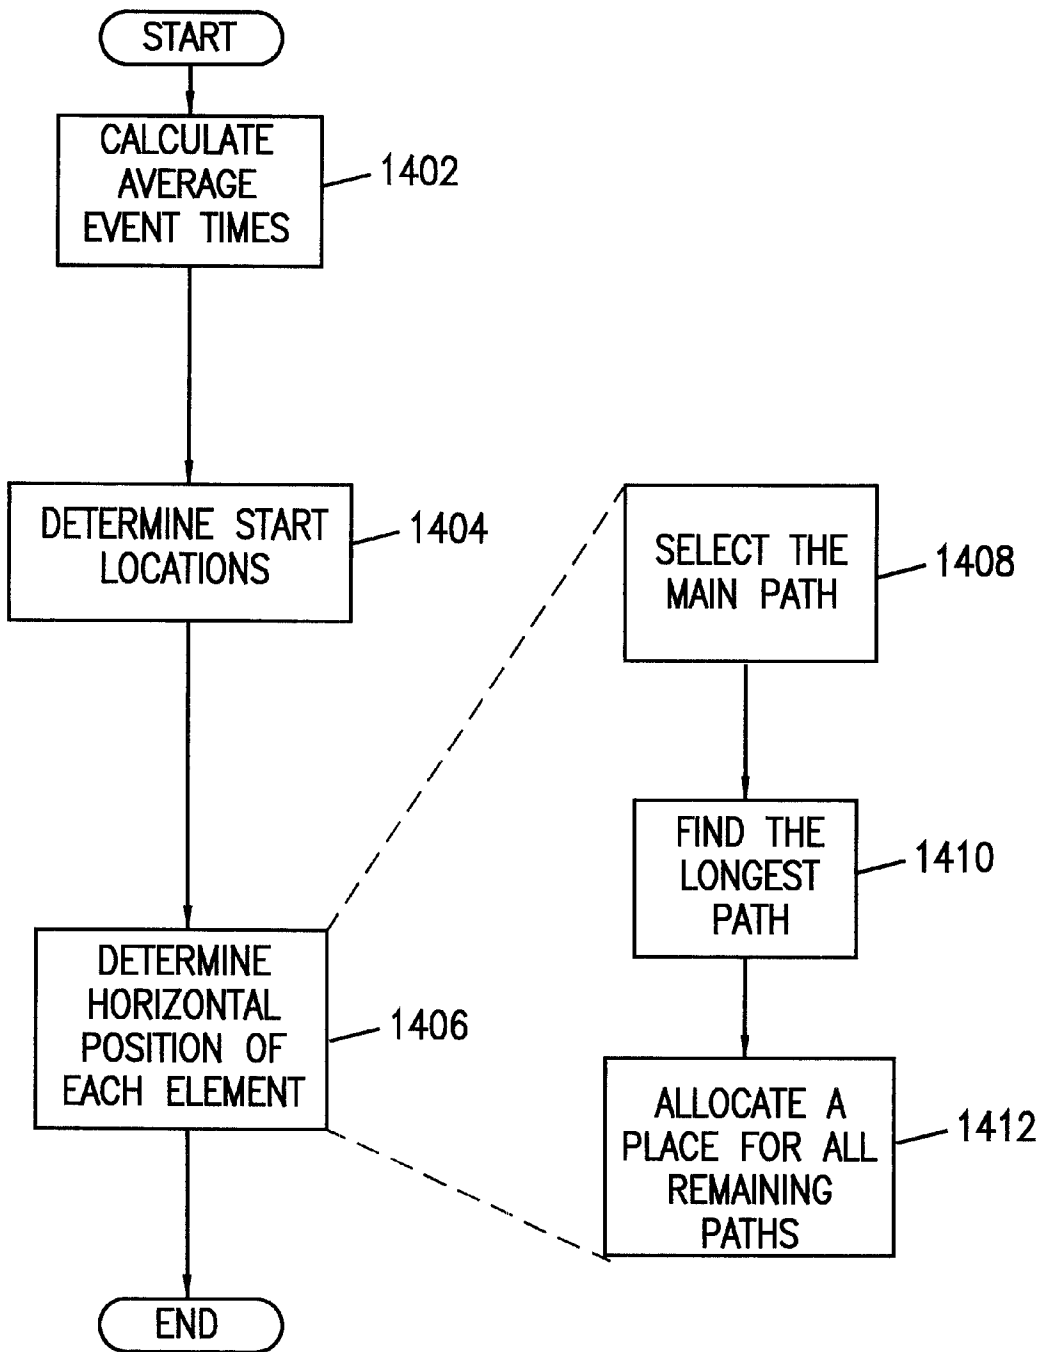 START
CALCULATE
AVERAGE
EVENT TIMES
1402
DETERMINE START
LOCATIONS
1404
DETERMINE
HORIZONTAL
POSITION OF
EACH ELEMENT
1406
END
SELECT THE
MAIN PATH
1408
FIND THE
LONGEST
PATH
1410
ALLOCATE A
PLACE FOR ALL
REMAINING
PATHS
1412